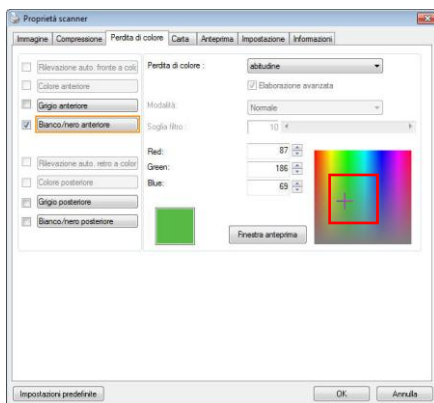 Proprietà scanner
Immagine Compressione Perdita di colore Carta Anteprima Impostazione Informazioni
Rilevazione auto. fronte a colo
Colore anteriore
Grigio anteriore
Bianco/nero anteriore
Rilevazione auto. retro a color
Colore posteriore
Grigio posteriore
Bianco/nero posteriore
Perdita di colore : abitudine
Elaborazione avanzata
Modalità: Normale
Soglia filtro : 10
Red: 87
Green: 186
Blue: 69
Finestra anteprima
Impostazioni predefinite OK Annulla